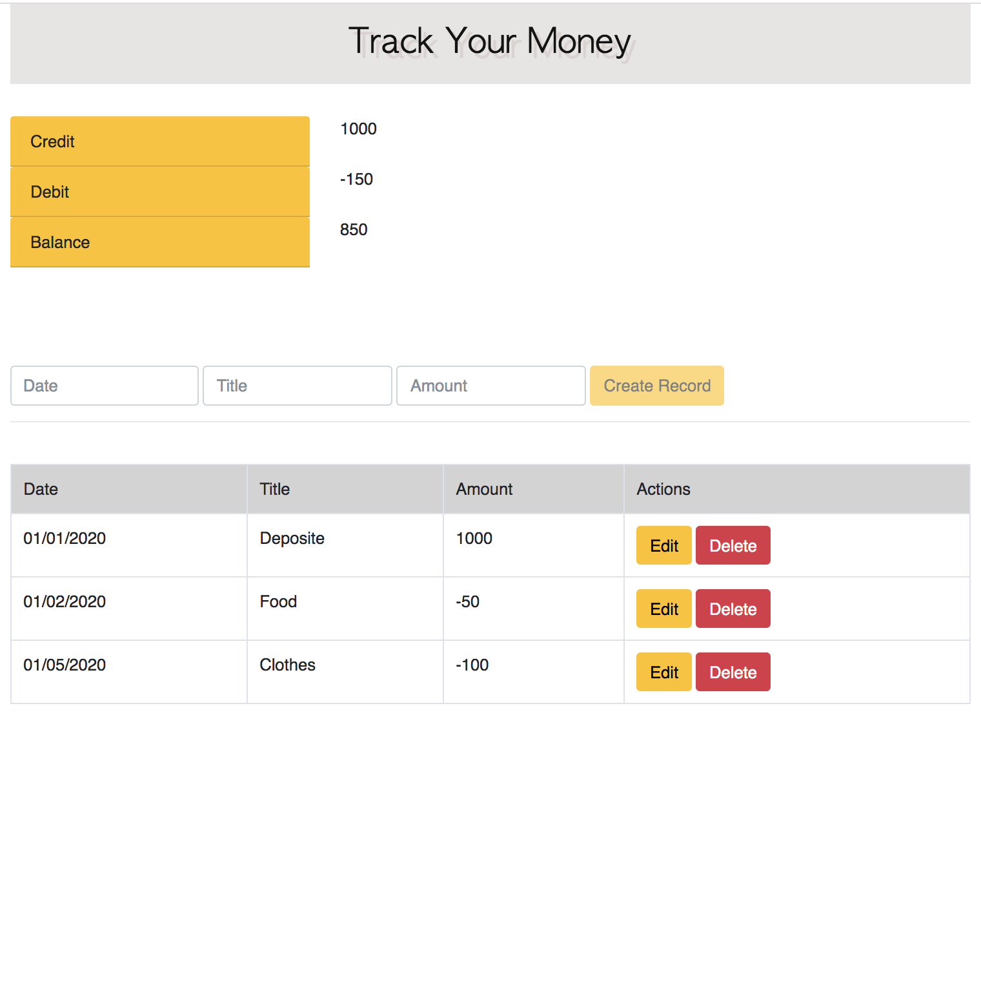 Track Your Money
Credit 1000
Debit -150
Balance 850
Date Title Amount Create Record
Date Title Amount Actions
01/01/2020 Deposite 1000 Edit Delete
01/02/2020 Food -50 Edit Delete
01/05/2020 Clothes -100 Edit Delete